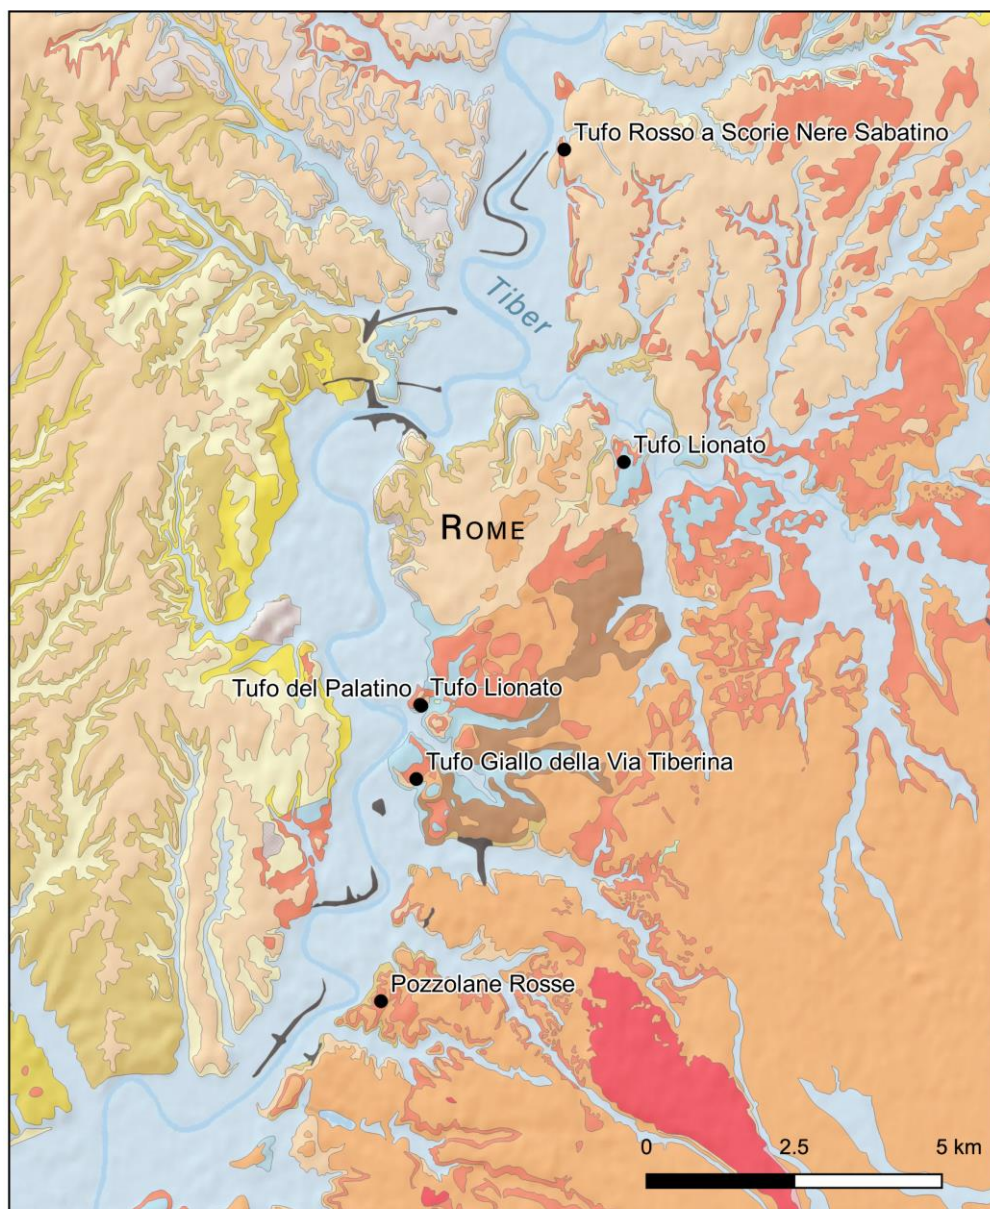 Tufo Rosso a Scorie Nere Sabatino
Tiber
Tufo Lionato
ROME
Tufo del Palatino
Tufo Lionato
Tufo Giallo della Via Tiberina
Pozzolane Rosse
0 2.5 5 km